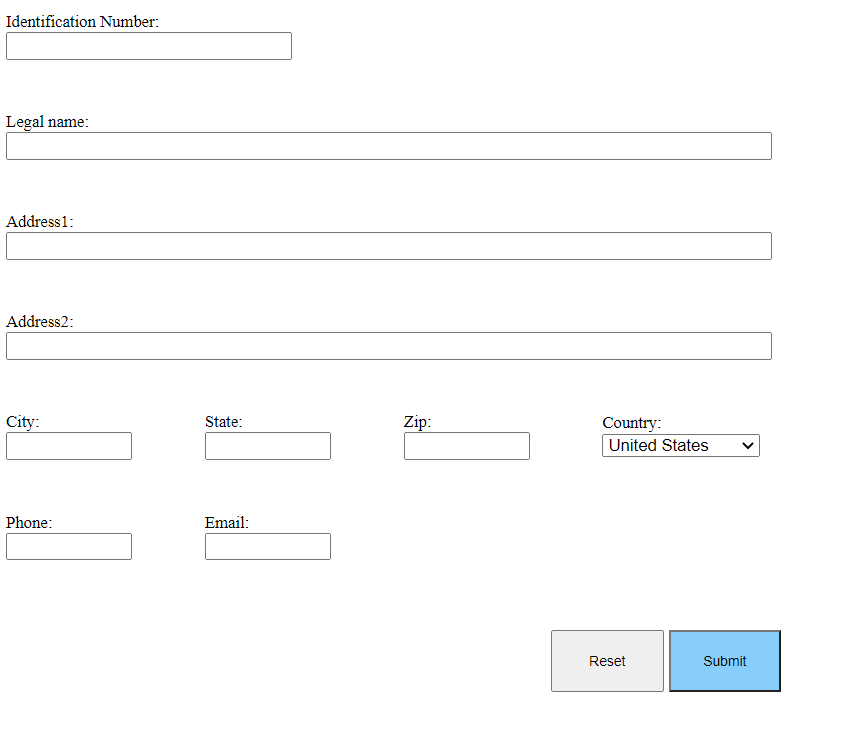 Identification Number:
Legal name:
Address1:
Address2:
City: State: Zip: Country:
United States
Phone: Email:
Reset Submit